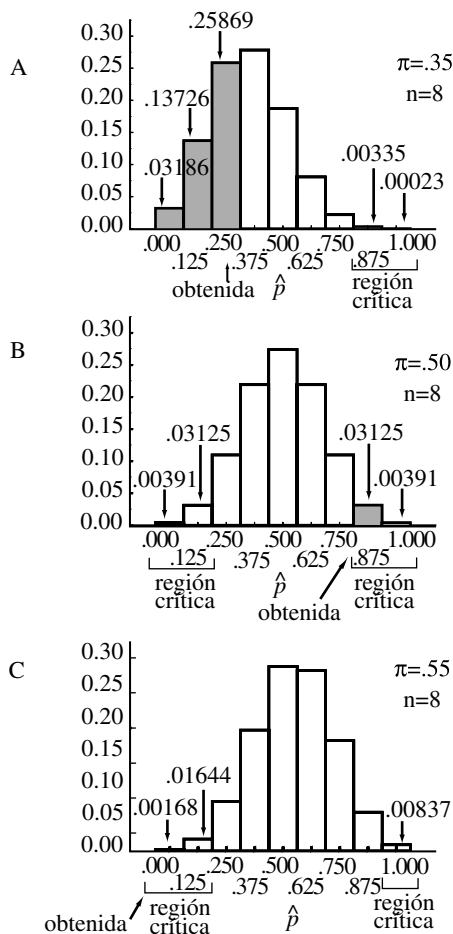 A
0.30
0.25
0.20
0.15
0.10
0.05
0.00
.25869
.13726
.03186
π=.35
n=8
.00335
.00023
.000 .250 .500 .750 1.000
.125 .375 .625 .875
obtenida
p̂
región
crítica
B
0.30
0.25
0.20
0.15
0.10
0.05
0.00
π=.50
n=8
.03125
.00391
.03125
.00391
.000 .250 .500 .750 1.000
.125 .375 .625 .875
región
crítica
p̂
obtenida
región
crítica
C
0.30
0.25
0.20
0.15
0.10
0.05
0.00
π=.55
n=8
.01644
.00168
.00837
.000 .250 .500 .750 1.000
.125 .375 .625 .875
obtenida
región
crítica
p̂
región
crítica